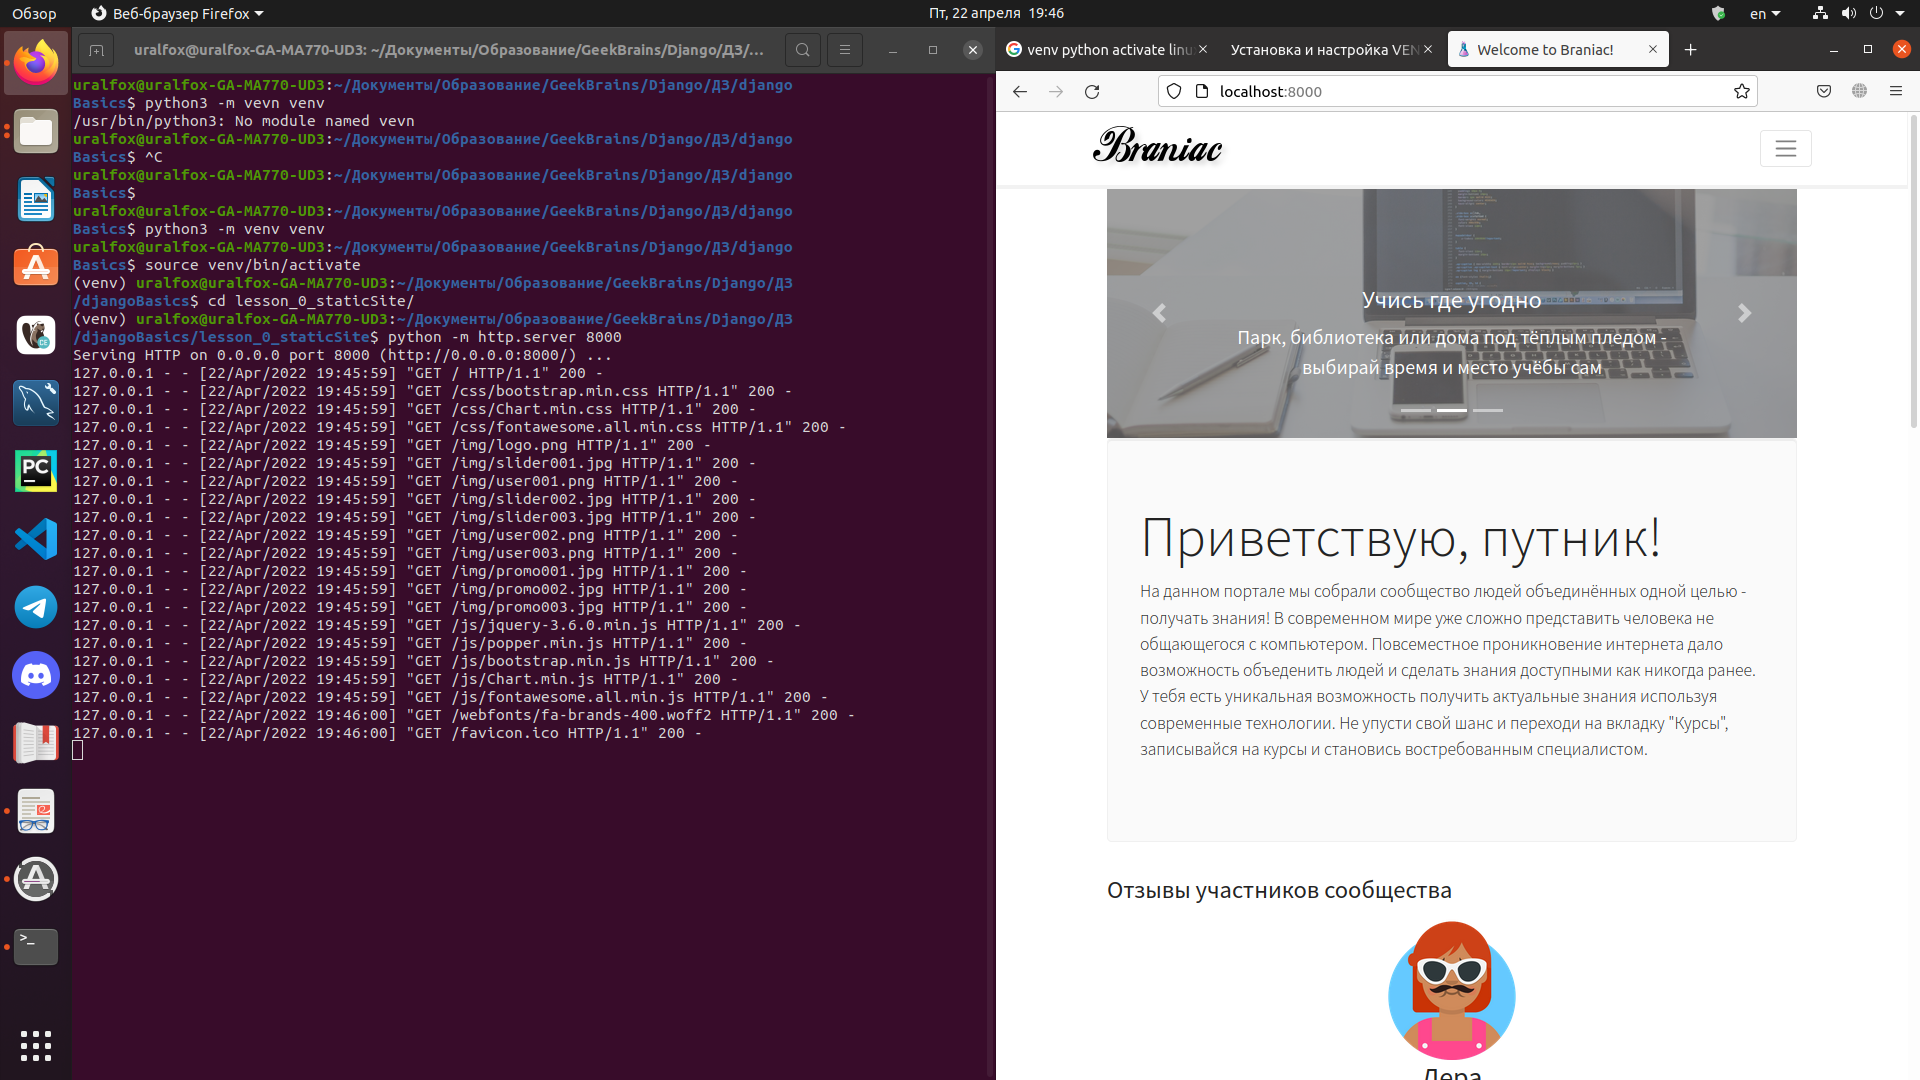 Обзор
Веб-браузер Firefox
Пт, 22 апреля 19:46
en
uralfox@uralfox-GA-MA770-UD3: ~/Документы/Образование/GeekBrains/Django/ДЗ/...
uralfox@uralfox-GA-MA770-UD3:~/Документы/Образование/GeekBrains/Django/ДЗ/django
Basics$ python3 -m vevn venv
/usr/bin/python3: No module named vevn
uralfox@uralfox-GA-MA770-UD3:~/Документы/Образование/GeekBrains/Django/ДЗ/django
Basics$ ^C
uralfox@uralfox-GA-MA770-UD3:~/Документы/Образование/GeekBrains/Django/ДЗ/django
Basics$
uralfox@uralfox-GA-MA770-UD3:~/Документы/Образование/GeekBrains/Django/ДЗ/django
Basics$ python3 -m venv venv
uralfox@uralfox-GA-MA770-UD3:~/Документы/Образование/GeekBrains/Django/ДЗ/django
Basics$ source venv/bin/activate
(venv) uralfox@uralfox-GA-MA770-UD3:~/Документы/Образование/GeekBrains/Django/ДЗ
/djangoBasics$ cd lesson_0_staticSite/
(venv) uralfox@uralfox-GA-MA770-UD3:~/Документы/Образование/GeekBrains/Django/ДЗ
/djangoBasics/lesson_0_staticSite$ python -m http.server 8000
Serving HTTP on 0.0.0.0 port 8000 (http://0.0.0.0:8000/) ...
127.0.0.1 - - [22/Apr/2022 19:45:59] "GET / HTTP/1.1" 200 -
127.0.0.1 - - [22/Apr/2022 19:45:59] "GET /css/bootstrap.min.css HTTP/1.1" 200 -
127.0.0.1 - - [22/Apr/2022 19:45:59] "GET /css/Chart.min.css HTTP/1.1" 200 -
127.0.0.1 - - [22/Apr/2022 19:45:59] "GET /css/fontawesome.all.min.css HTTP/1.1" 200 -
127.0.0.1 - - [22/Apr/2022 19:45:59] "GET /img/logo.png HTTP/1.1" 200 -
127.0.0.1 - - [22/Apr/2022 19:45:59] "GET /img/slider001.jpg HTTP/1.1" 200 -
127.0.0.1 - - [22/Apr/2022 19:45:59] "GET /img/user001.png HTTP/1.1" 200 -
127.0.0.1 - - [22/Apr/2022 19:45:59] "GET /img/slider002.jpg HTTP/1.1" 200 -
127.0.0.1 - - [22/Apr/2022 19:45:59] "GET /img/slider003.jpg HTTP/1.1" 200 -
127.0.0.1 - - [22/Apr/2022 19:45:59] "GET /img/user002.png HTTP/1.1" 200 -
127.0.0.1 - - [22/Apr/2022 19:45:59] "GET /img/user003.png HTTP/1.1" 200 -
127.0.0.1 - - [22/Apr/2022 19:45:59] "GET /img/promo001.jpg HTTP/1.1" 200 -
127.0.0.1 - - [22/Apr/2022 19:45:59] "GET /img/promo002.jpg HTTP/1.1" 200 -
127.0.0.1 - - [22/Apr/2022 19:45:59] "GET /img/promo003.jpg HTTP/1.1" 200 -
127.0.0.1 - - [22/Apr/2022 19:45:59] "GET /js/jquery-3.6.0.min.js HTTP/1.1" 200 -
127.0.0.1 - - [22/Apr/2022 19:45:59] "GET /js/popper.min.js HTTP/1.1" 200 -
127.0.0.1 - - [22/Apr/2022 19:45:59] "GET /js/bootstrap.min.js HTTP/1.1" 200 -
127.0.0.1 - - [22/Apr/2022 19:45:59] "GET /js/Chart.min.js HTTP/1.1" 200 -
127.0.0.1 - - [22/Apr/2022 19:45:59] "GET /js/fontawesome.all.min.js HTTP/1.1" 200 -
127.0.0.1 - - [22/Apr/2022 19:46:00] "GET /webfonts/fa-brands-400.woff2 HTTP/1.1" 200 -
127.0.0.1 - - [22/Apr/2022 19:46:00] "GET /favicon.ico HTTP/1.1" 200 -
venv python activate linu
Установка и настройка VEN
Welcome to Braniac!
localhost:8000
Braniac
Учись где угодно
Парк, библиотека или дома под тёплым пледом -
выбирай время и место учёбы сам
Приветствую, путник!
На данном портале мы собрали сообщество людей объединённых одной целью -
получать знания! В современном мире уже сложно представить человека не
общающегося с компьютером. Повсеместное проникновение интернета дало
возможность объеденить людей и сделать знания доступными как никогда ранее.
У тебя есть уникальная возможность получить актуальные знания используя
современные технологии. Не упусти свой шанс и переходи на вкладку "Курсы",
записывайся на курсы и становись востребованным специалистом.
Отзывы участников сообщества
Лера
PC
CE
>_